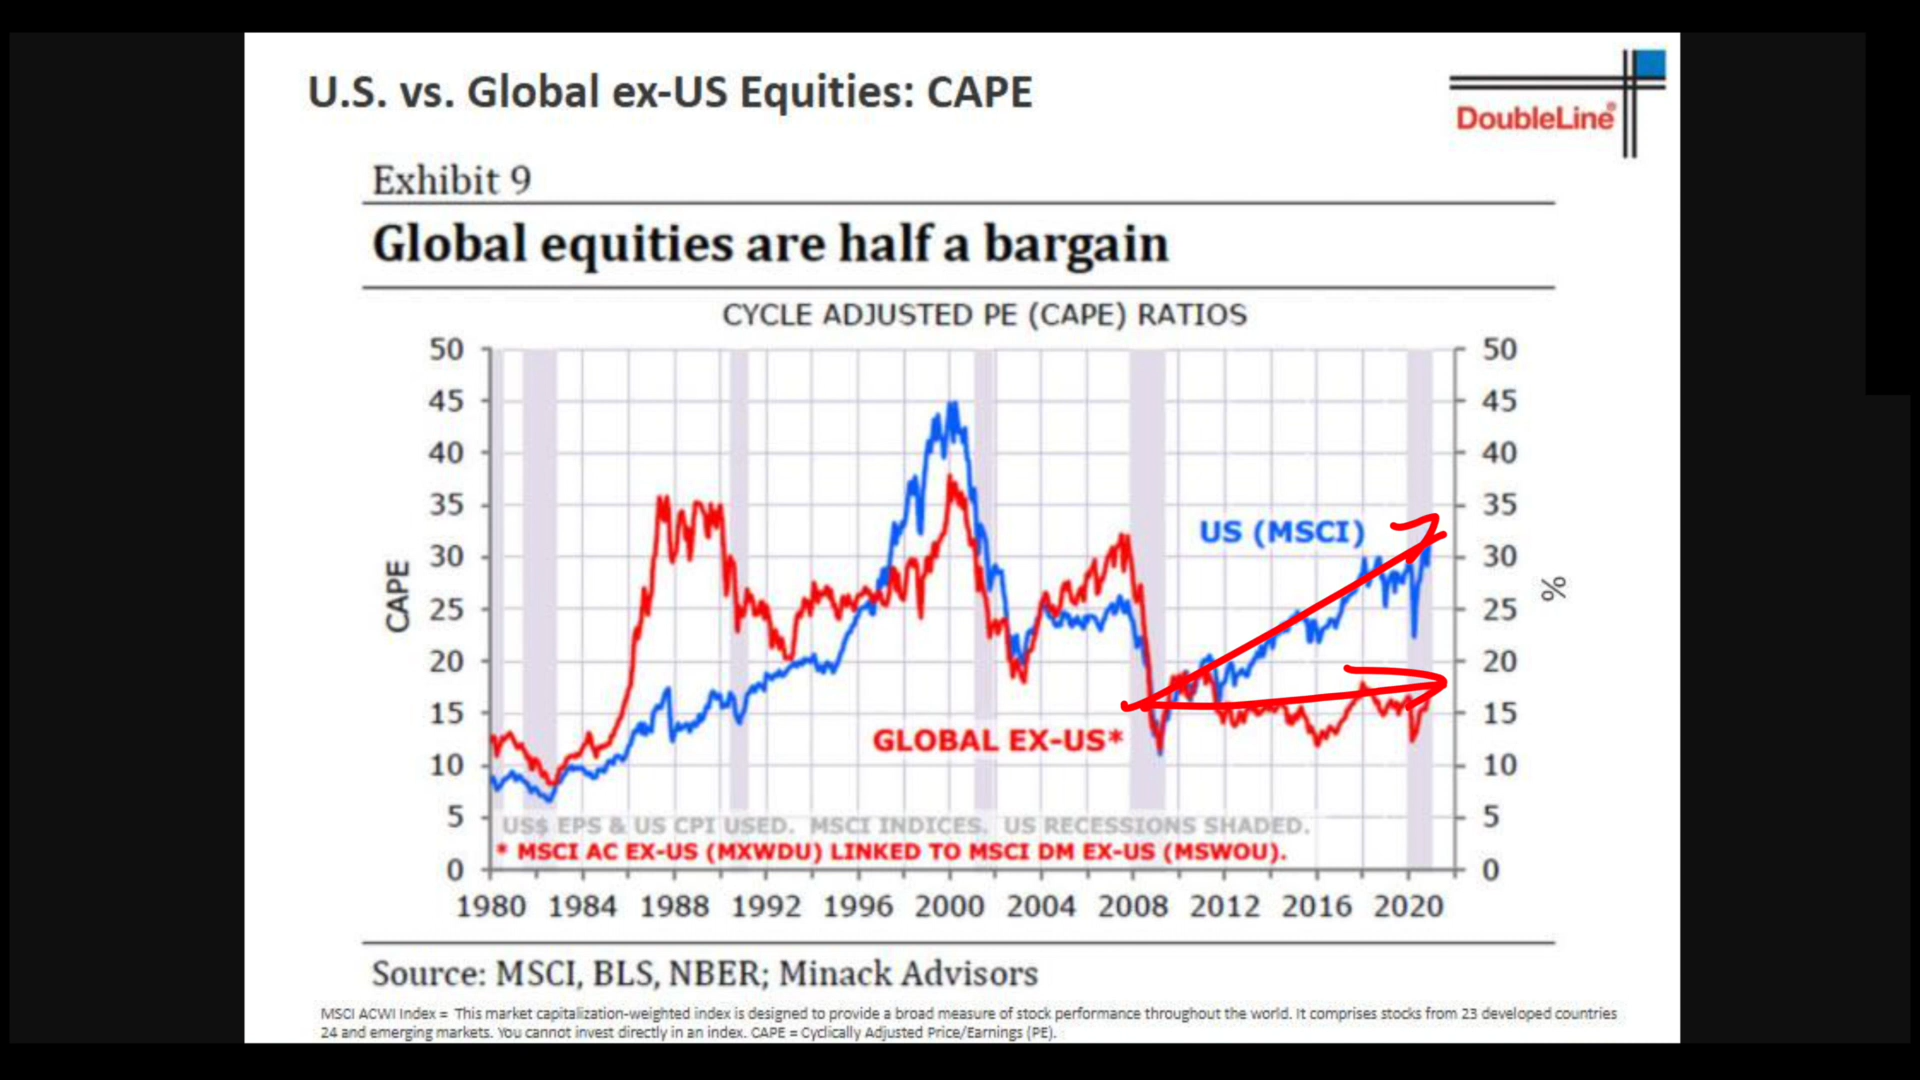 U.S. vs. Global ex-US Equities: CAPE
DoubleLine®
Exhibit 9
Global equities are half a bargain
CYCLE ADJUSTED PE (CAPE) RATIOS
50 50
45 45
40 40
35 35
US (MSCI)
30 30
CAPE %
25 25
20 20
15 15
GLOBAL EX-US*
10 10
5 5
US$ EPS & US CPI USED. MSCI INDICES. US RECESSIONS SHADED.
* MSCI AC EX-US (MXWDU) LINKED TO MSCI DM EX-US (MSWOU).
0 0
1980 1984 1988 1992 1996 2000 2004 2008 2012 2016 2020
Source: MSCI, BLS, NBER; Minack Advisors
MSCI ACWI Index = This market capitalization-weighted index is designed to provide a broad measure of stock performance throughout the world. It comprises stocks from 23 developed countries
24 and emerging markets. You cannot invest directly in an index. CAPE = Cyclically Adjusted Price/Earnings (PE).